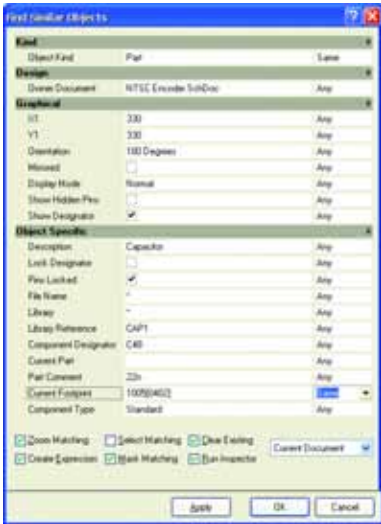 Find Similar Objects
Kind
Object Kind Part Same
Design
Owner Document NTSC Encoder.SchDoc Any
Graphical
X1 330 Any
Y1 330 Any
Orientation 180 Degrees Any
Mirrored Any
Display Mode Normal Any
Show Hidden Pins Any
Show Designator Any
Object Specific
Description Capacitor Any
Lock Designator Any
Pins Locked Any
File Name * Any
Library * Any
Library Reference CAP1 Any
Component Designator Any
Current Part Any
Part Comment 22n Any
Current Footprint 1005[0402] Same
Component Type Standard Any
Zoom Matching Select Matching Clear Existing
Current Document
Create Expression Mask Matching Run Inspector
Apply OK Cancel